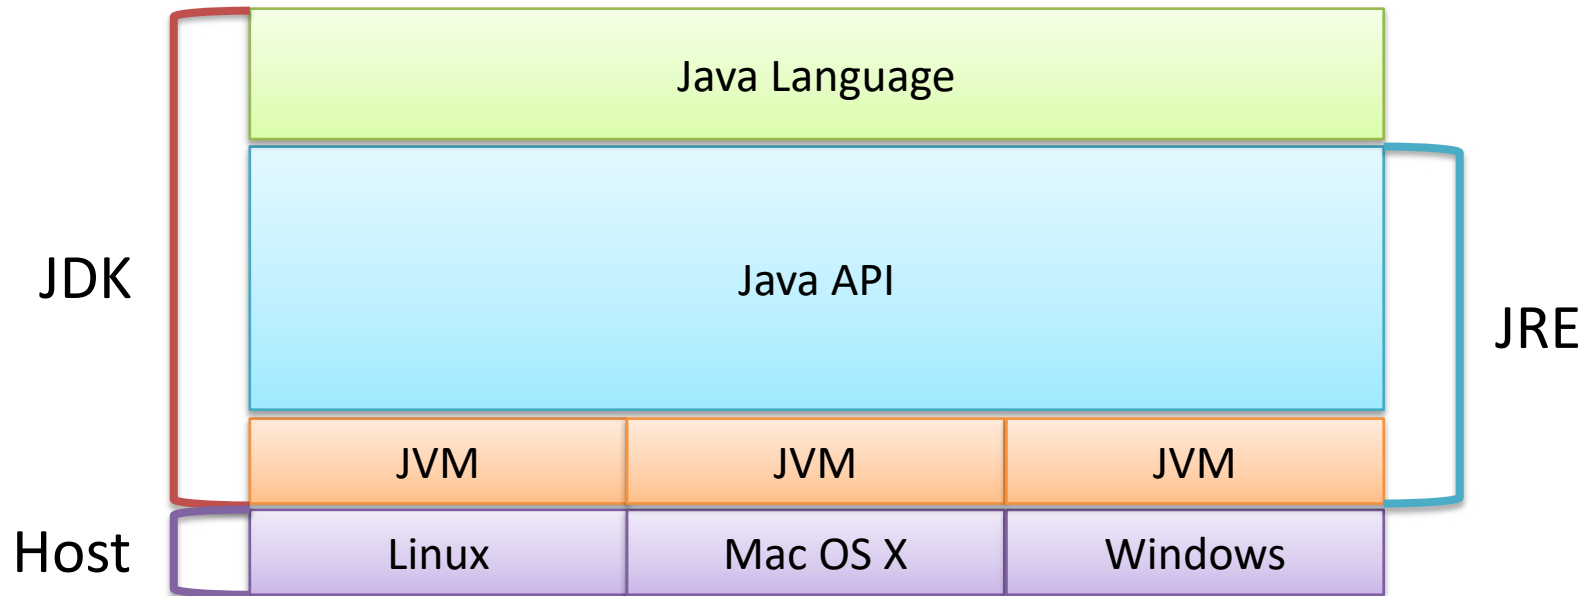 Java Language
JDK
Java API
JRE
JVM
JVM
JVM
Host
Linux
Mac OS X
Windows